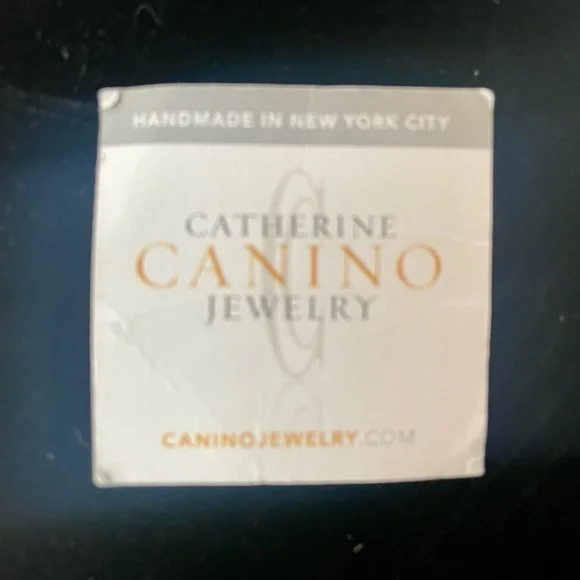 HANDMADE IN NEW YORK CITY
CATHERINE
CANINO
JEWELRY
CANINOJEWELRY.COM